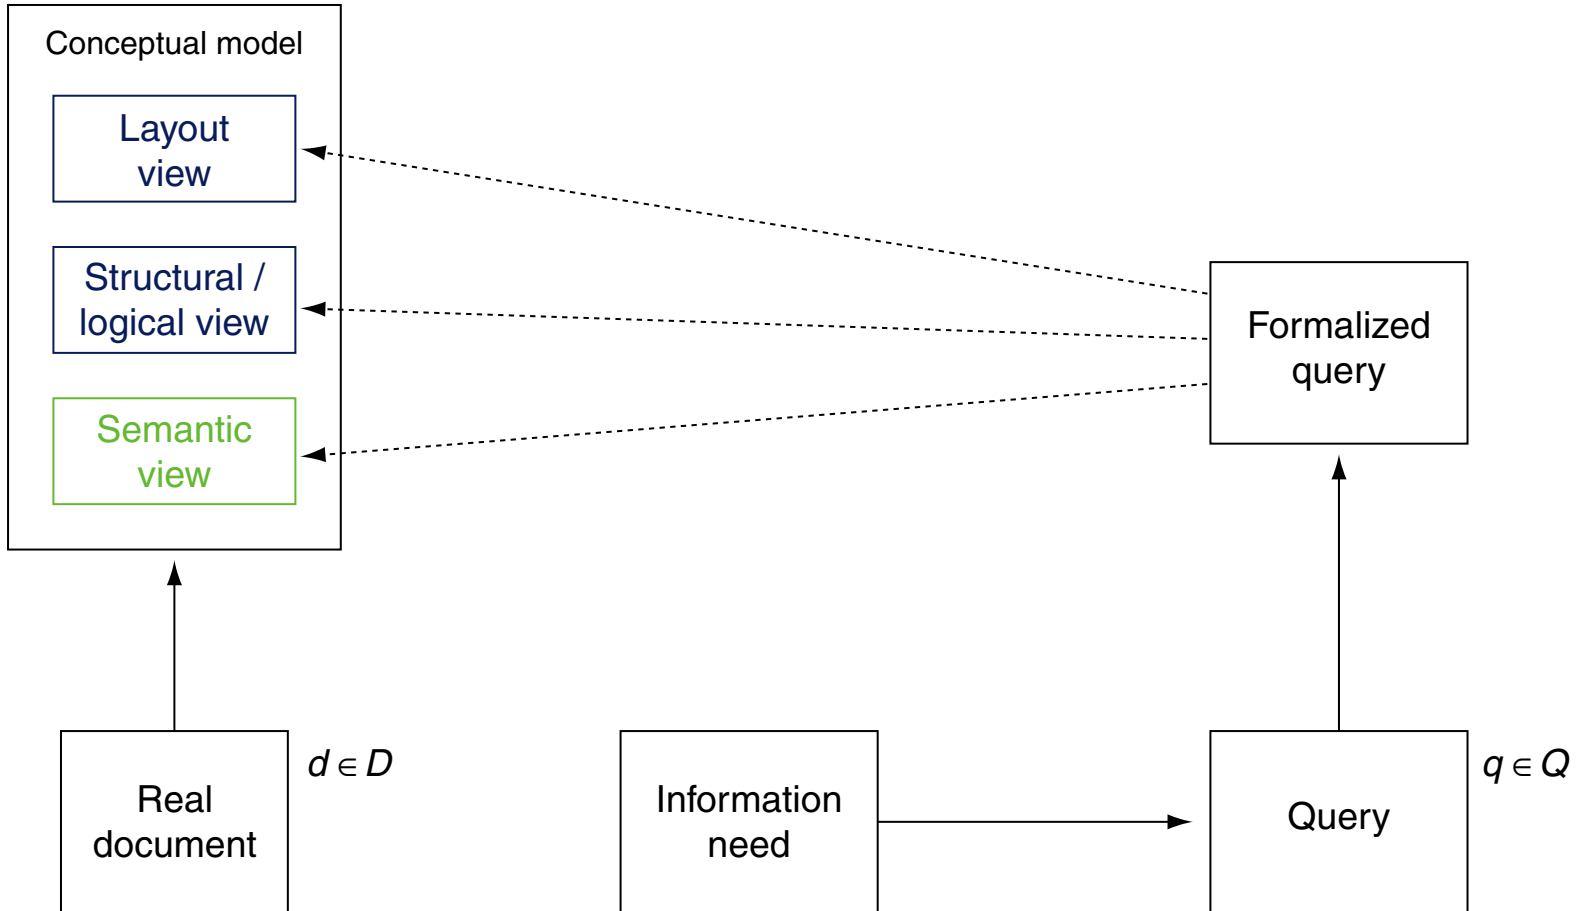 Conceptual model
Layout
view
Structural /
logical view
Semantic
view
Formalized
query
Real
document
d ∈ D
Information
need
Query
q ∈ Q